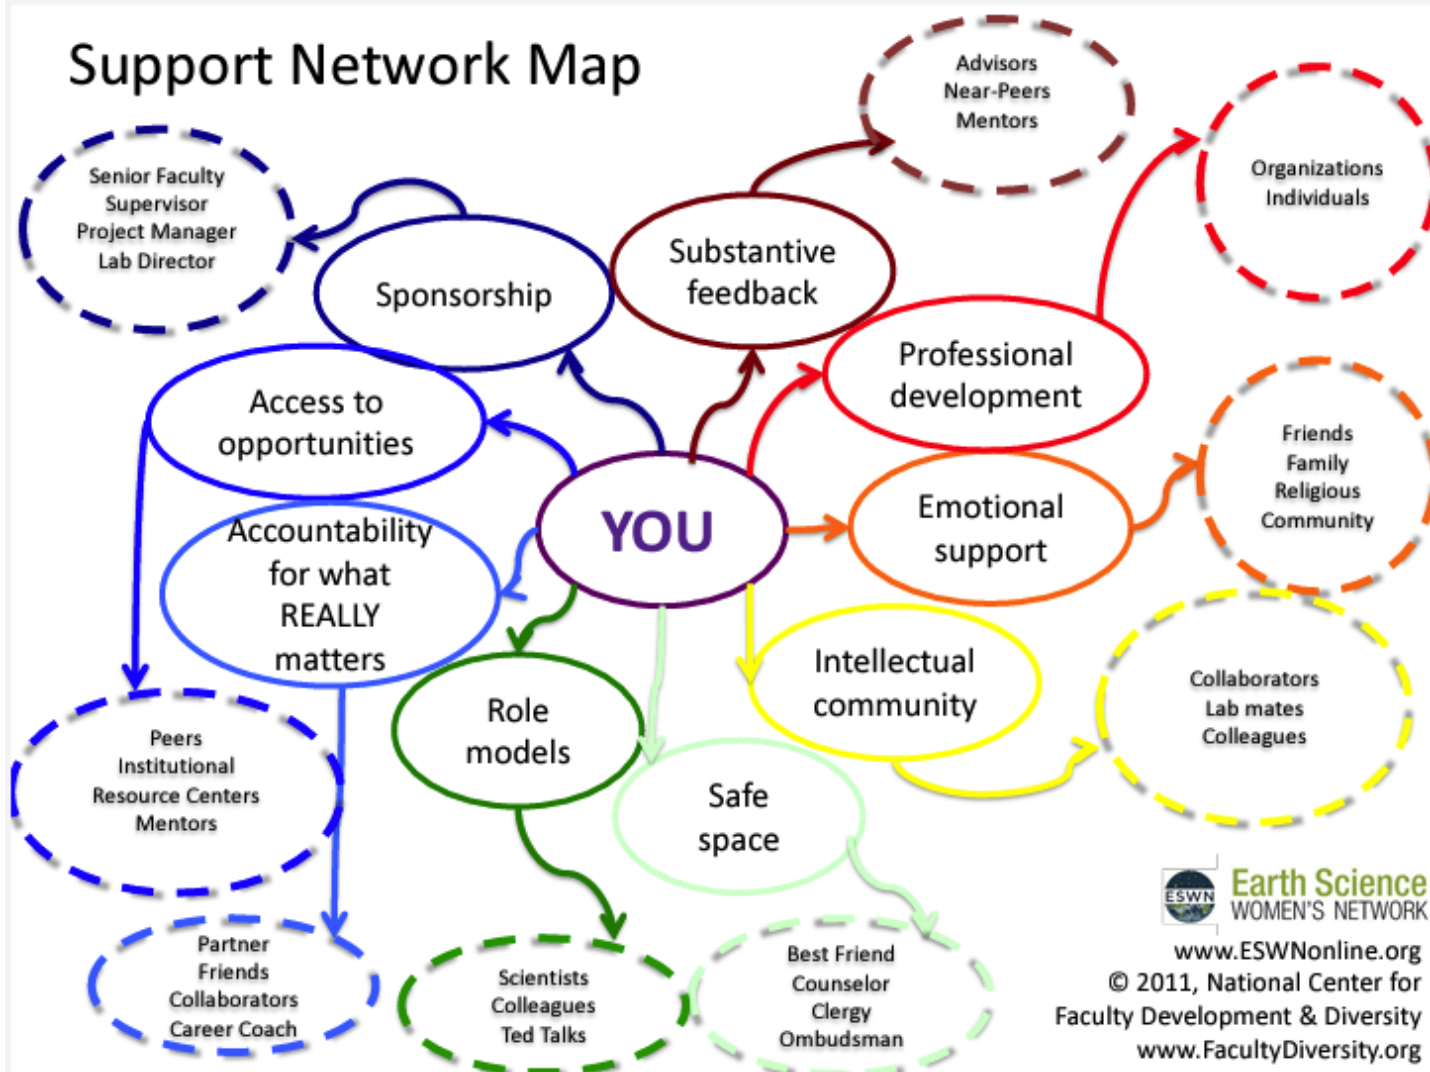 Support Network Map
Advisors
Near-Peers
Mentors
Organizations
Individuals
Senior Faculty
Supervisor
Project Manager
Lab Director
Sponsorship
Substantive
feedback
Professional
development
Access to
opportunities
Friends
Family
Religious
Community
YOU
Emotional
support
Accountability
for what
REALLY
matters
Intellectual
community
Collaborators
Lab mates
Colleagues
Role
models
Safe
space
Peers
Institutional
Resource Centers
Mentors
Partner
Friends
Collaborators
Career Coach
Scientists
Colleagues
Ted Talks
Best Friend
Counselor
Clergy
Ombudsman
ESWN
Earth Science
WOMEN'S NETWORK
www.ESWNonline.org
© 2011, National Center for
Faculty Development & Diversity
www.FacultyDiversity.org